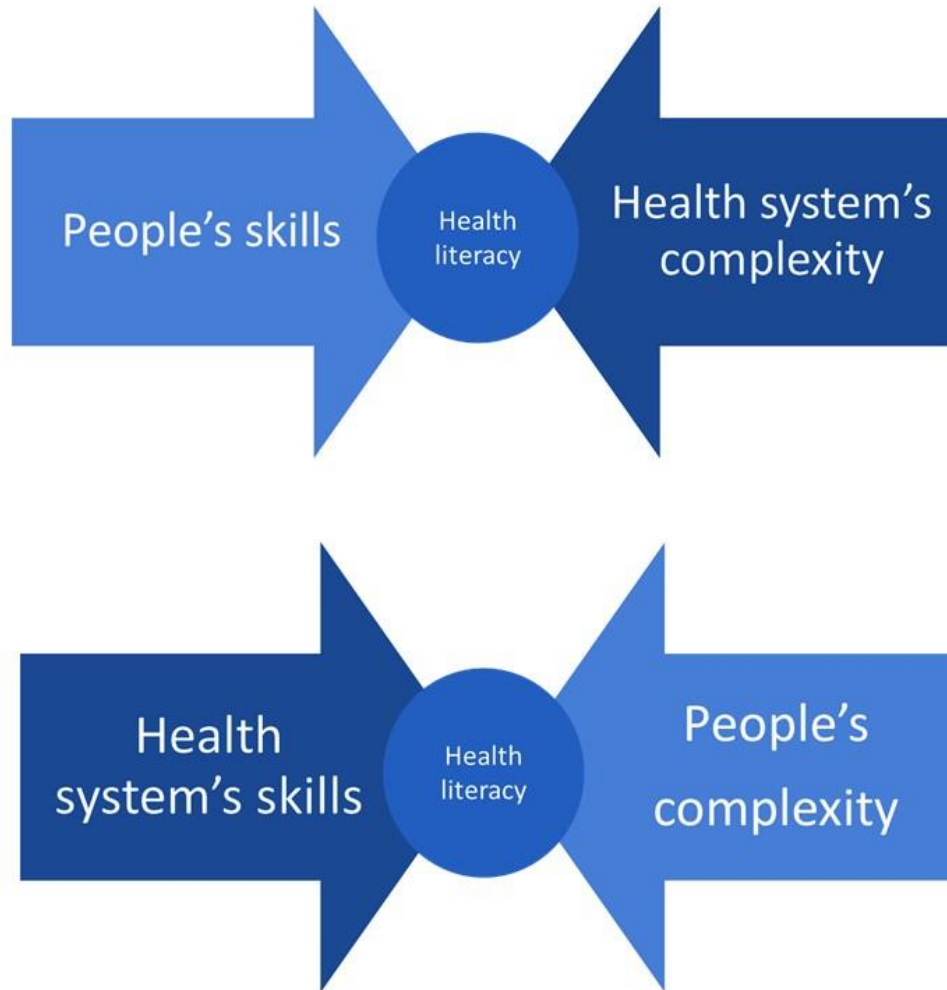 People’s skills
Health
literacy
Health system’s
complexity
Health
system’s skills
Health
literacy
People’s
complexity